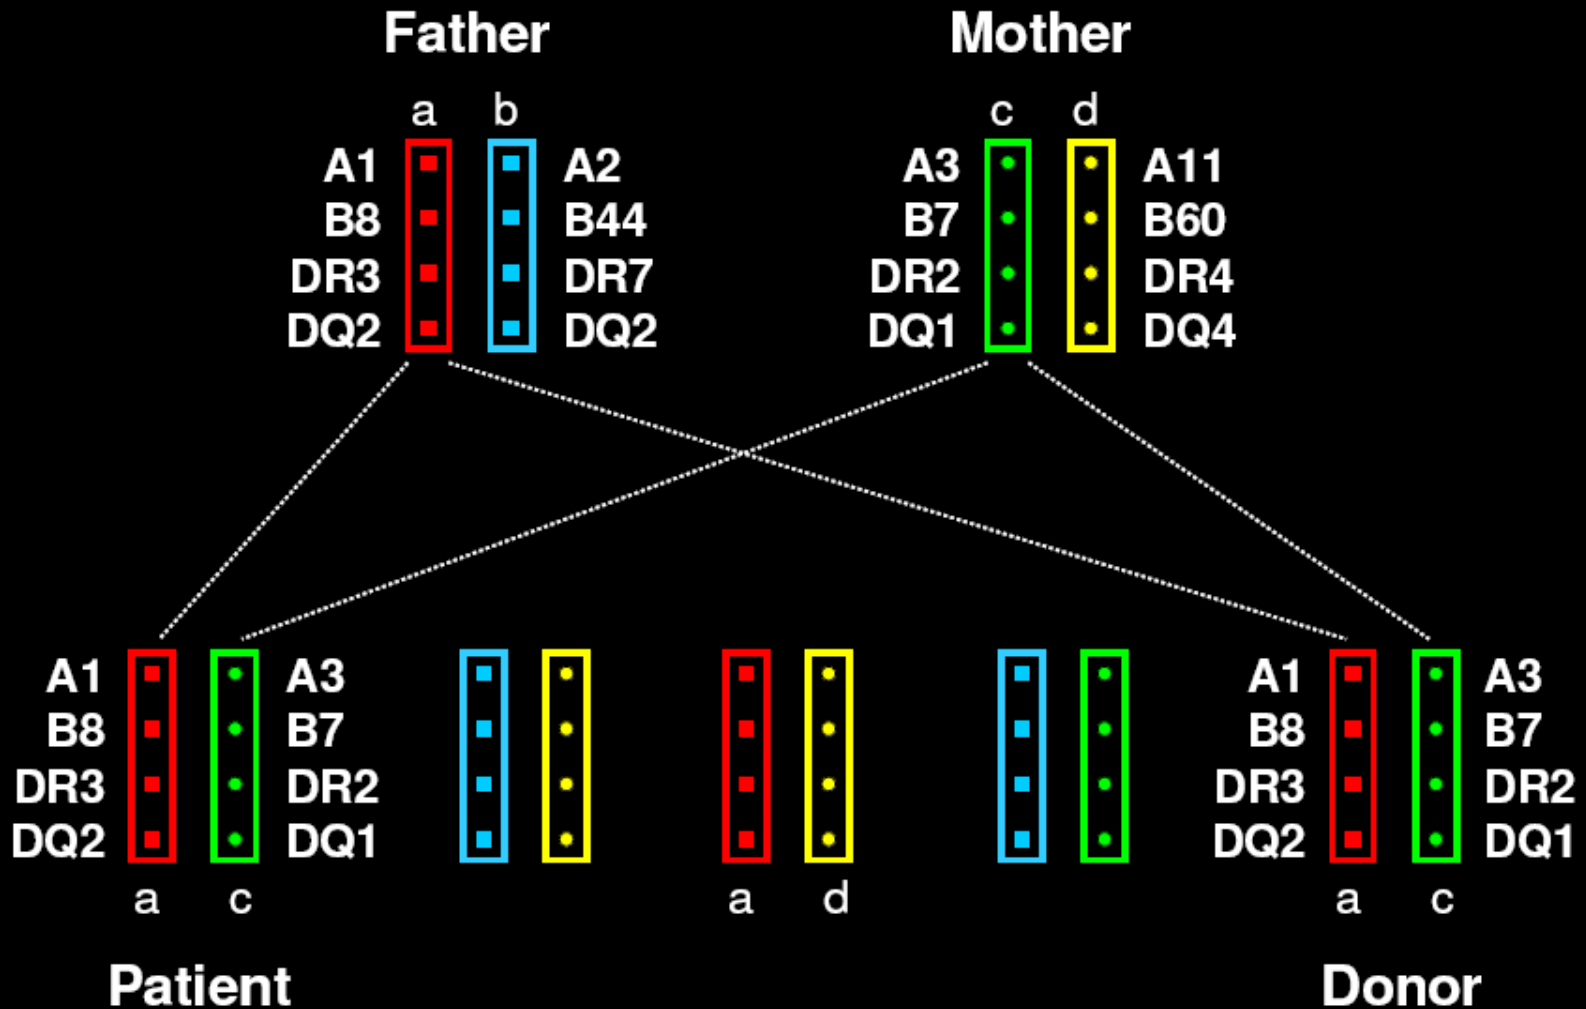 Father Mother
a b c d
A1 A2 A3 A11
B8 B44 B7 B60
DR3 DR7 DR2 DR4
DQ2 DQ2 DQ1 DQ4
A1 A3 A1 A3
B8 B7 B8 B7
DR3 DR2 DR3 DR2
DQ2 DQ1 DQ2 DQ1
a c a d a c
Patient Donor